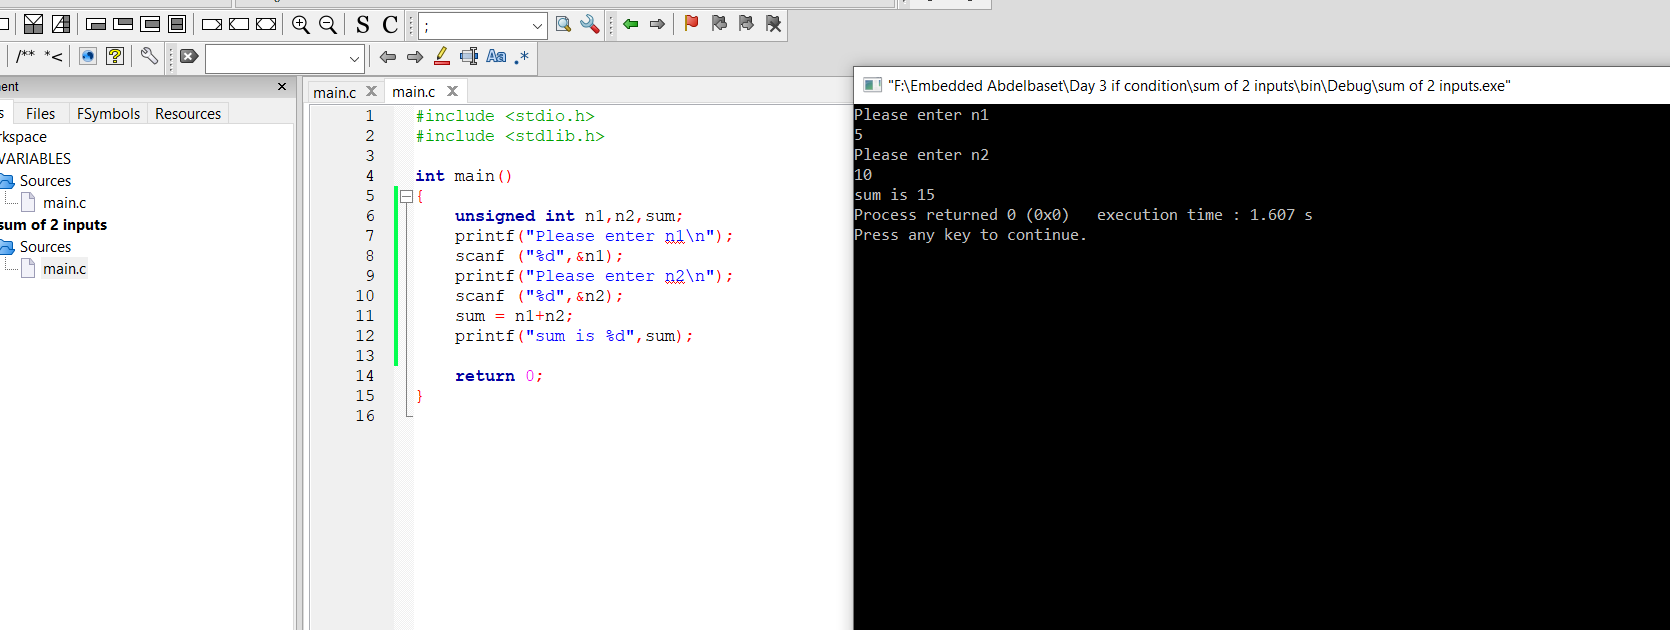 S C ;
/** *< ? Aa .*
ent
s Files FSymbols Resources
rkspace
VARIABLES
Sources
main.c
sum of 2 inputs
Sources
main.c
main.c X main.c X
1 #include <stdio.h>
2 #include <stdlib.h>
3
4 int main()
5 {
6 unsigned int n1,n2,sum;
7 printf("Please enter n1\n");
8 scanf ("%d",&n1);
9 printf("Please enter n2\n");
10 scanf ("%d",&n2);
11 sum = n1+n2;
12 printf("sum is %d",sum);
13
14 return 0;
15 }
16
"F:\Embedded Abdelbaset\Day 3 if condition\sum of 2 inputs\bin\Debug\sum of 2 inputs.exe"
Please enter n1
5
Please enter n2
10
sum is 15
Process returned 0 (0x0)   execution time : 1.607 s
Press any key to continue.